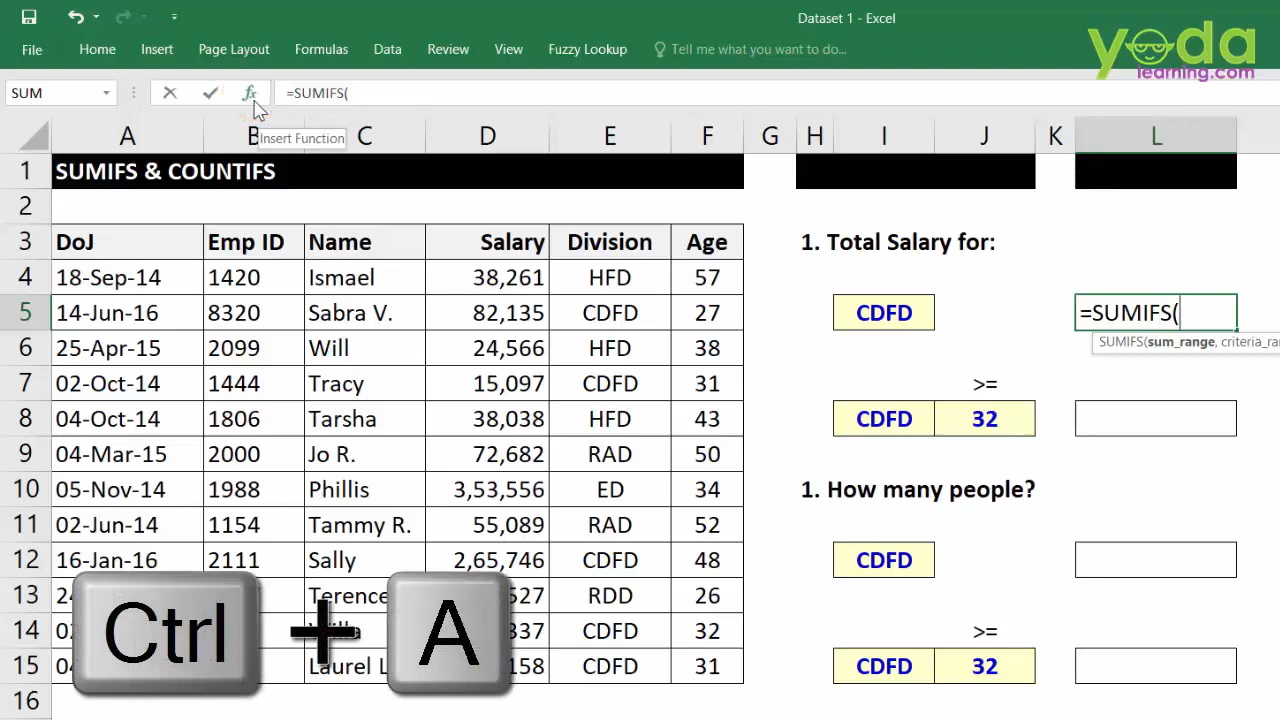 Dataset 1 - Excel
yoda
learning.com
File Home Insert Page Layout Formulas Data Review View Fuzzy Lookup Tell me what you want to do...
SUM fx =SUMIFS(
Insert Function
A B C D E F G H I J K L
1 SUMIFS & COUNTIFS
2
3 DoJ Emp ID Name Salary Division Age 1. Total Salary for:
4 18-Sep-14 1420 Ismael 38,261 HFD 57
5 14-Jun-16 8320 Sabra V. 82,135 CDFD 27 CDFD =SUMIFS(
SUMIFS(sum_range, criteria_ra
6 25-Apr-15 2099 Will 24,566 HFD 38
7 02-Oct-14 1444 Tracy 15,097 CDFD 31 >=
8 04-Oct-14 1806 Tarsha 38,038 HFD 43 CDFD 32
9 04-Mar-15 2000 Jo R. 72,682 RAD 50
10 05-Nov-14 1988 Phillis 3,53,556 ED 34 1. How many people?
11 02-Jun-14 1154 Tammy R. 55,089 RAD 52
12 16-Jan-16 2111 Sally 2,65,746 CDFD 48 CDFD
13 Terence RDD 26
14 CDFD 32 >=
15 Laurel L 158 CDFD 31 CDFD 32
16
Ctrl + A